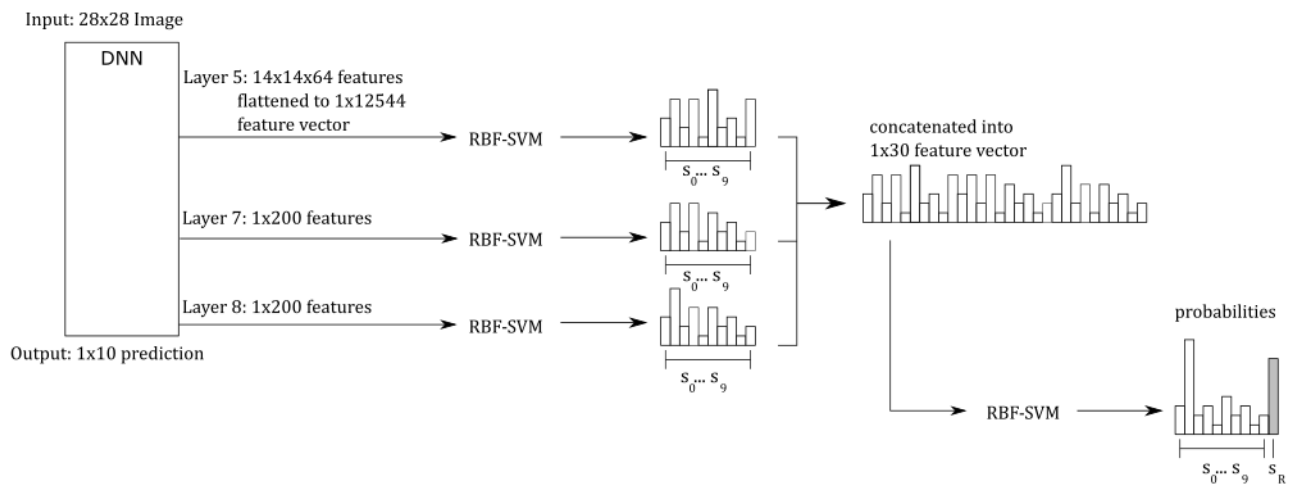 Input: 28x28 Image
DNN
Layer 5: 14x14x64 features
flattened to 1x12544
feature vector
RBF-SVM
s0... s9
Layer 7: 1x200 features
RBF-SVM
s0... s9
Layer 8: 1x200 features
RBF-SVM
s0... s9
Output: 1x10 prediction
concatenated into
1x30 feature vector
RBF-SVM
probabilities
s0... s9 sR